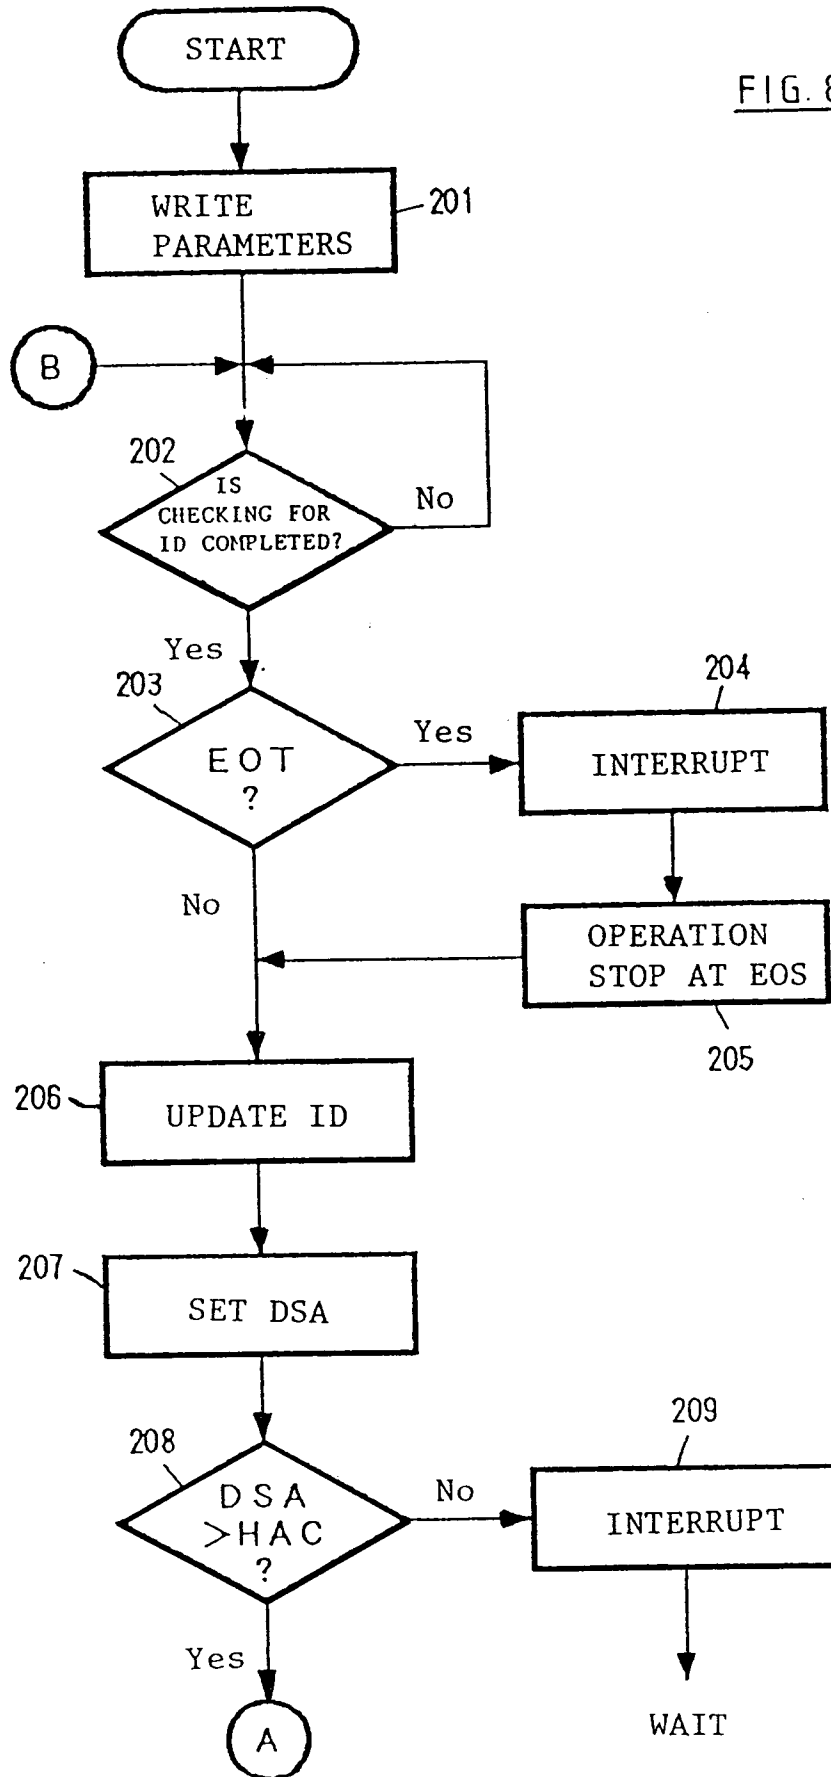 START
FIG. 8
WRITE
PARAMETERS
201
B
202
IS
CHECKING FOR
ID COMPLETED?
No
Yes
203
EOT
?
Yes
204
INTERRUPT
No
OPERATION
STOP AT EOS
205
206
UPDATE ID
207
SET DSA
208
DSA
>HAC
?
No
209
INTERRUPT
Yes
A
WAIT